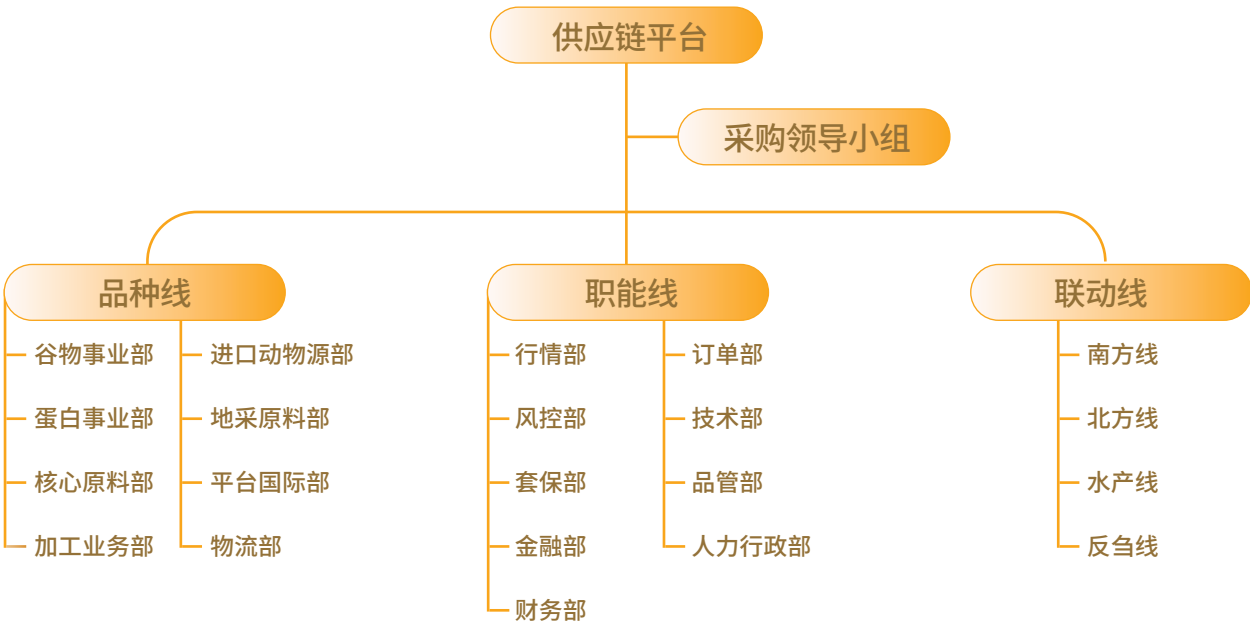 供应链平台
采购领导小组
品种线
谷物事业部
蛋白事业部
核心原料部
加工业务部
进口动物源部
地采原料部
平台国际部
物流部
职能线
行情部
风控部
套保部
金融部
财务部
订单部
技术部
品管部
人力行政部
联动线
南方线
北方线
水产线
反刍线